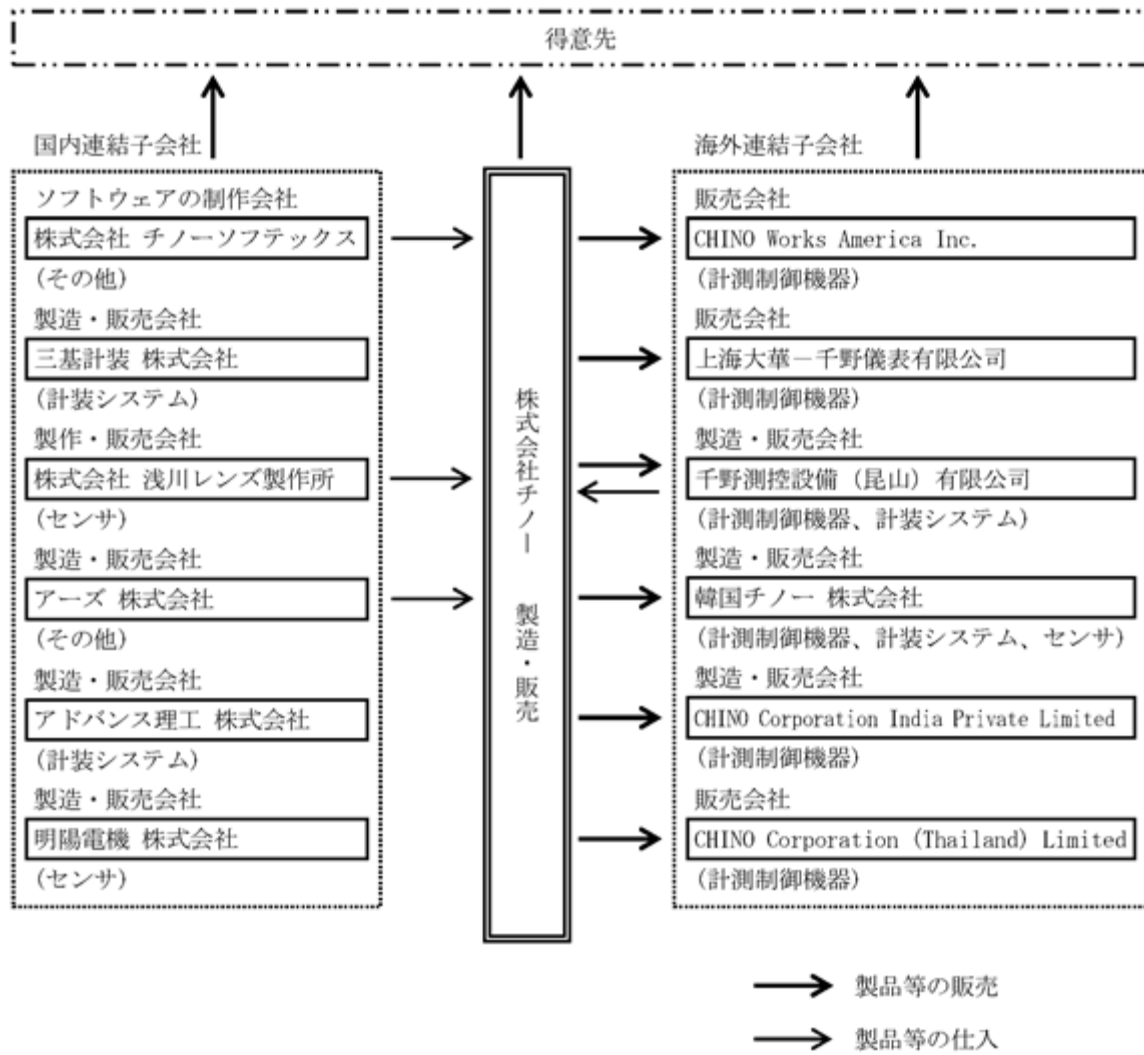 得意先
国内連結子会社
ソフトウェアの制作会社
株式会社 チノーソフテックス
(その他)
製造・販売会社
三基計装 株式会社
(計装システム)
製作・販売会社
株式会社 浅川レンズ製作所
(センサ)
製造・販売会社
アーズ 株式会社
(その他)
製造・販売会社
アドバンス理工 株式会社
(計装システム)
製造・販売会社
明陽電機 株式会社
(センサ)
株式会社チノー 製造・販売
海外連結子会社
販売会社
CHINO Works America Inc.
(計測制御機器)
販売会社
上海大華－千野儀表有限公司
(計測制御機器)
製造・販売会社
千野測控設備 (昆山) 有限公司
(計測制御機器、計装システム)
製造・販売会社
韓国チノー 株式会社
(計測制御機器、計装システム、センサ)
製造・販売会社
CHINO Corporation India Private Limited
(計測制御機器)
販売会社
CHINO Corporation (Thailand) Limited
(計測制御機器)
製品等の販売
製品等の仕入